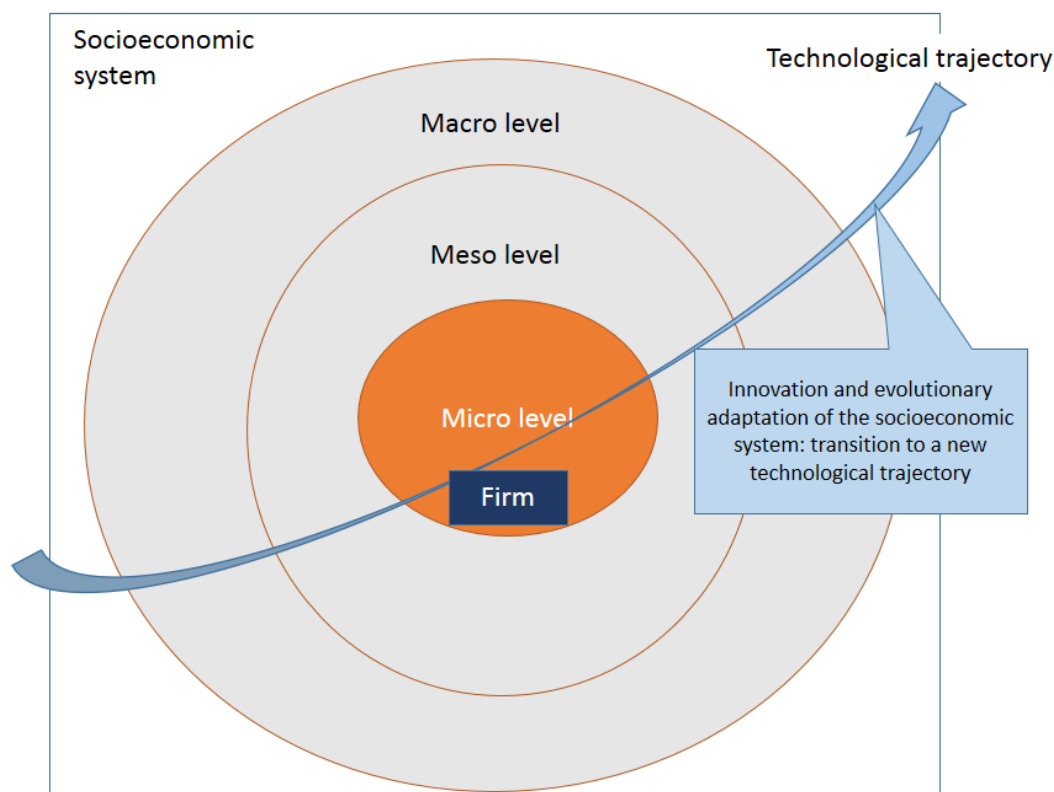 Socioeconomic
system
Technological trajectory
Macro level
Meso level
Micro level
Firm
Innovation and evolutionary
adaptation of the socioeconomic
system: transition to a new
technological trajectory